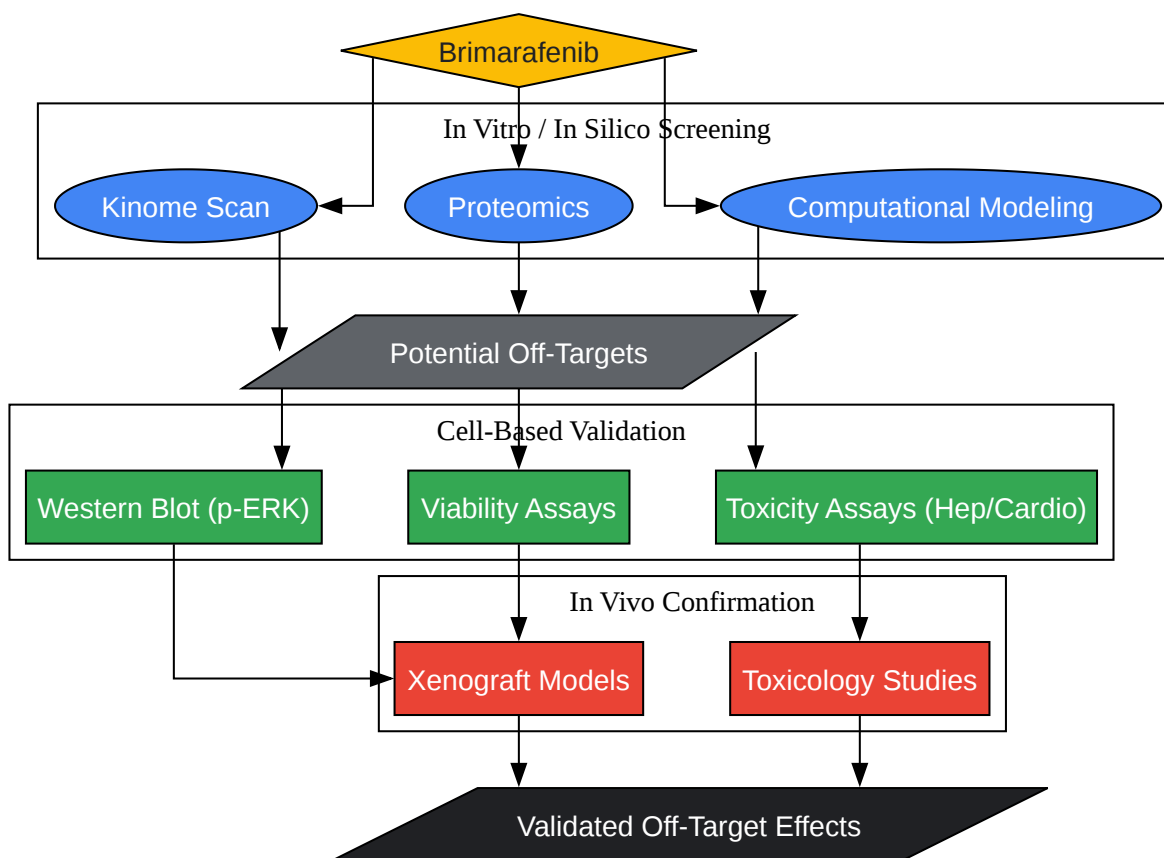 Brimarafenib
In Vitro / In Silico Screening
Kinome Scan
Proteomics
Computational Modeling
Potential Off-Targets
Cell-Based Validation
Western Blot (p-ERK)
Viability Assays
Toxicity Assays (Hep/Cardio)
In Vivo Confirmation
Xenograft Models
Toxicology Studies
Validated Off-Target Effects